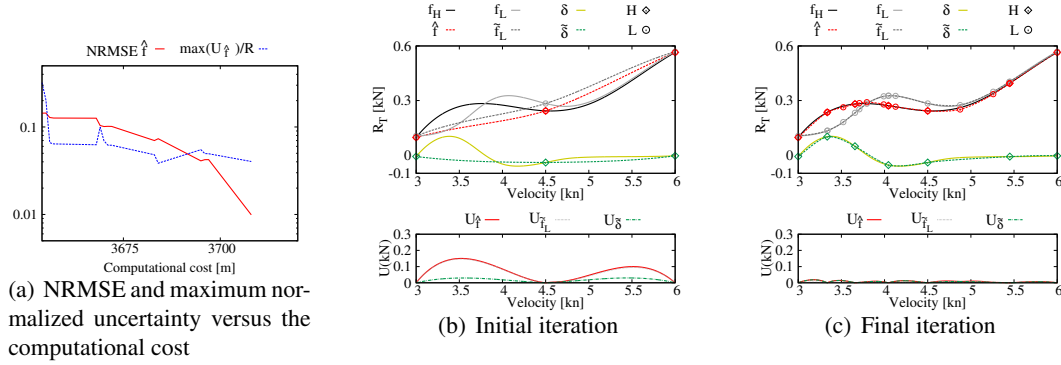 NRMSE f̂ max(U_f̂)/R
0.1
0.01
3675 3700
Computational cost [m]
(a) NRMSE and maximum nor-
malized uncertainty versus the
computational cost
f_H f_L δ H
f̂ f̃_L δ̃ L
0.6
0.3
0
-0.1
R_T [kN]
3 3.5 4 4.5 5 5.5 6
Velocity [kn]
U_f̂ U_f̃_L U_δ̃
0.3
0.2
0.1
0
U(kN)
3 3.5 4 4.5 5 5.5 6
Velocity [kn]
(b) Initial iteration
f_H f_L δ H
f̂ f̃_L δ̃ L
0.6
0.3
0
-0.1
R_T [kN]
3 3.5 4 4.5 5 5.5 6
Velocity [kn]
U_f̂ U_f̃_L U_δ̃
0.3
0.2
0.1
0
U(kN)
3 3.5 4 4.5 5 5.5 6
Velocity [kn]
(c) Final iteration